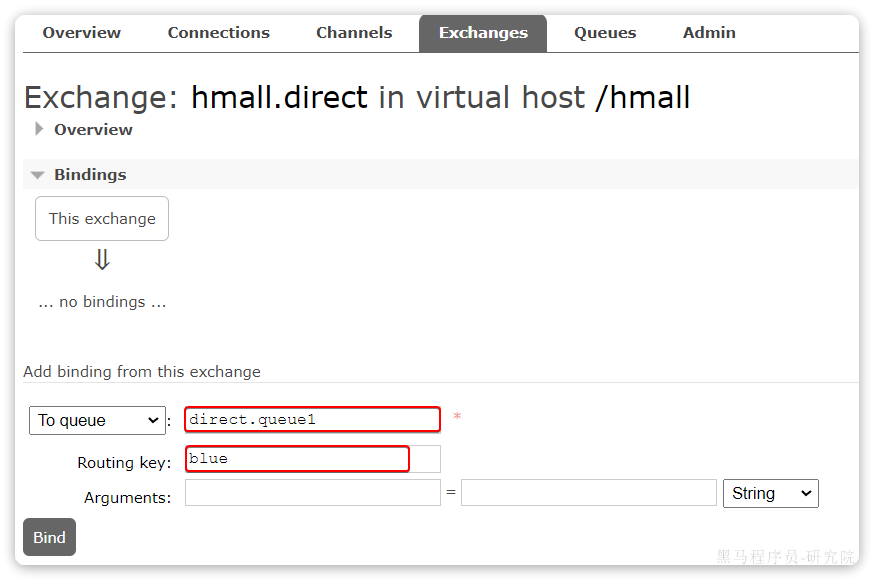 Overview Connections Channels Exchanges Queues Admin
Exchange: hmall.direct in virtual host /hmall
Overview
Bindings
This exchange
⇓
... no bindings ...
Add binding from this exchange
To queue : direct.queue1 *
Routing key: blue
Arguments: = String
Bind
黑马程序员-研究院